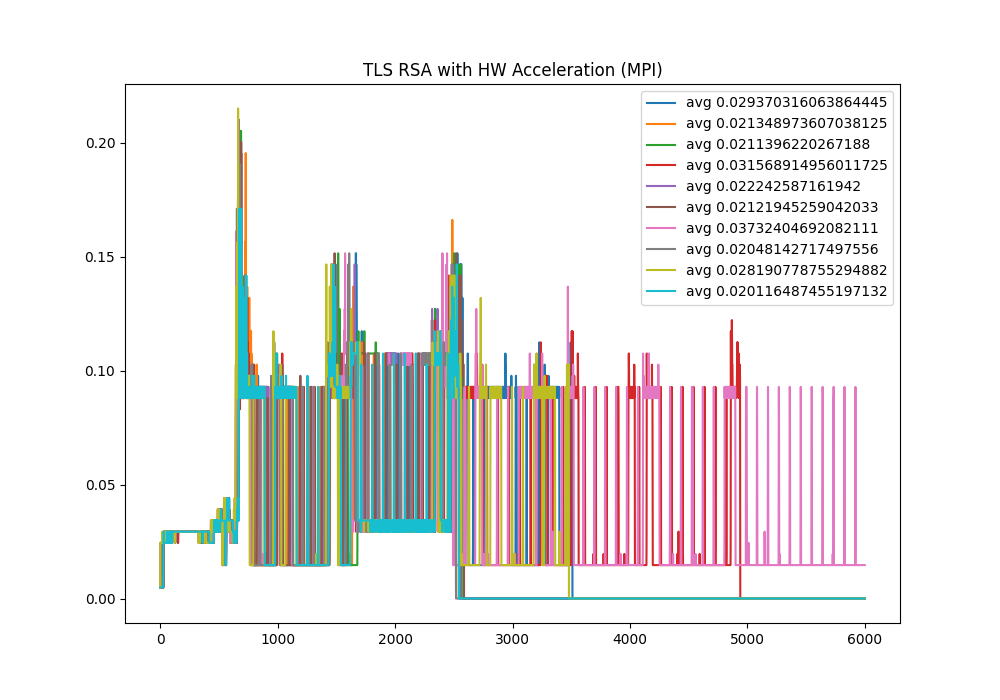 TLS RSA with HW Acceleration (MPI)
avg 0.029370316063864445
avg 0.021348973607038125
avg 0.0211396220267188
avg 0.031568914956011725
avg 0.022242587161942
avg 0.02121945259042033
avg 0.03732404692082111
avg 0.02048142717497556
avg 0.028190778755294882
avg 0.020116487455197132
0.20
0.15
0.10
0.05
0.00
0 1000 2000 3000 4000 5000 6000